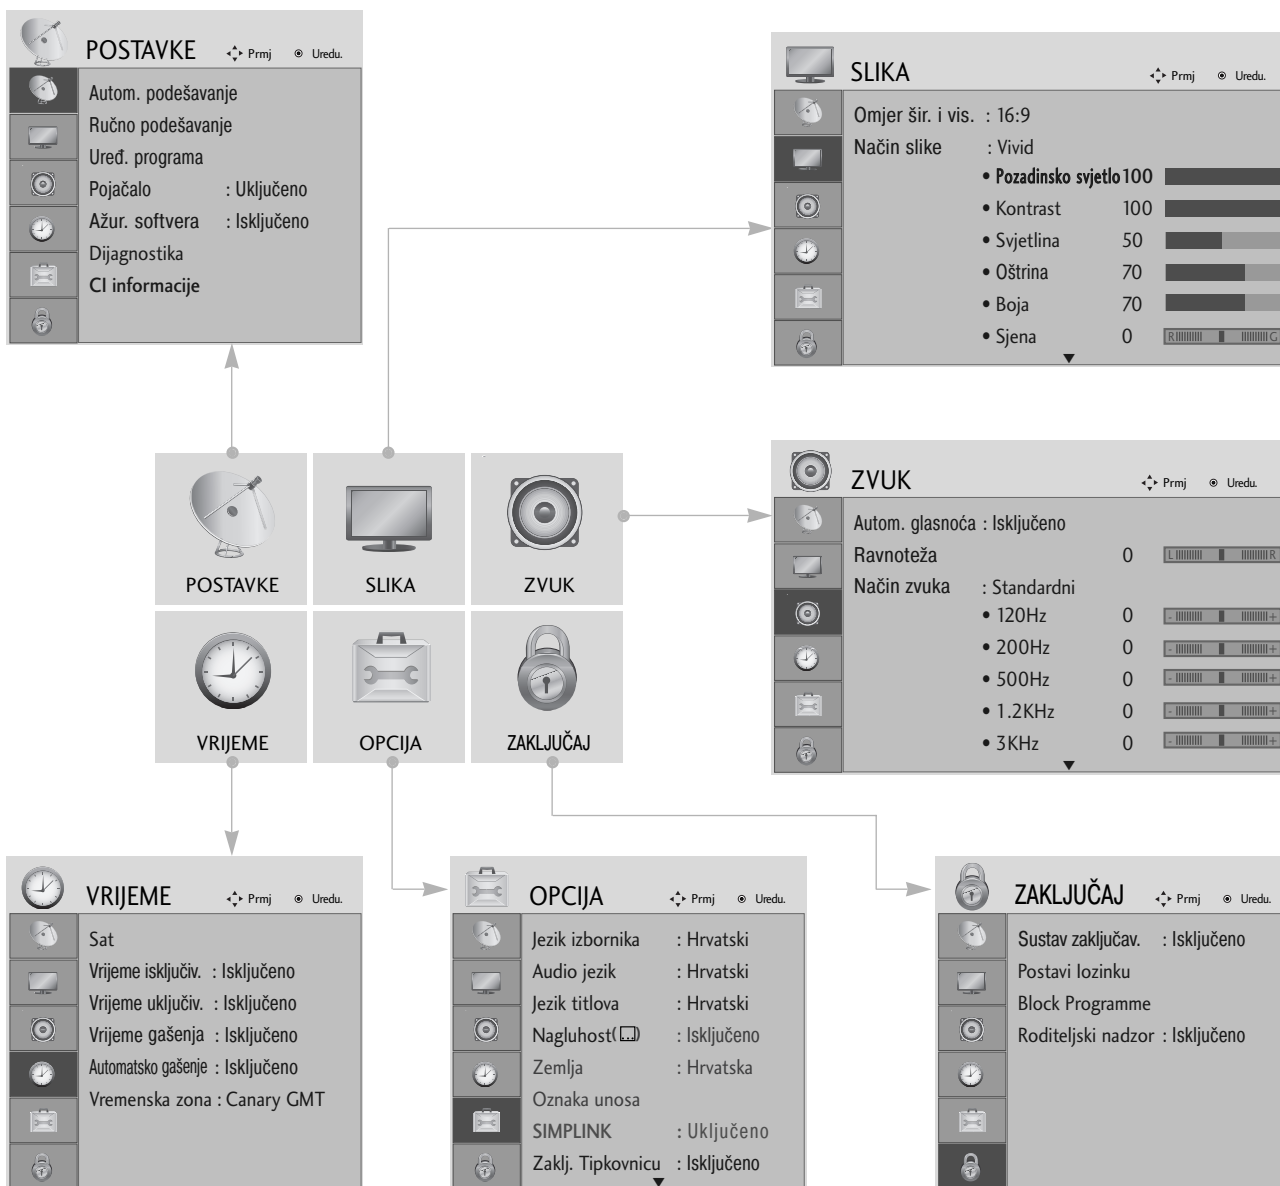 POSTAVKE Prmj Uredu.
Autom. podešavanje
Ručno podešavanje
Uređ. programa
Pojačalo : Uključeno
Ažur. softvera : Isključeno
Dijagnostika
CI informacije
SLIKA Prmj Uredu.
Omjer šir. i vis. : 16:9
Način slike : Vivid
• Pozadinsko svjetlo 100
• Kontrast 100
• Svjetlina 50
• Oštrina 70
• Boja 70
• Sjena 0 R G
POSTAVKE SLIKA ZVUK
VRIJEME OPCIJA ZAKLJUČAJ
ZVUK Prmj Uredu.
Autom. glasnoća : Isključeno
Ravnoteža 0 L R
Način zvuka : Standardni
• 120Hz 0 - +
• 200Hz 0 - +
• 500Hz 0 - +
• 1.2KHz 0 - +
• 3KHz 0 - +
VRIJEME Prmj Uredu.
Sat
Vrijeme isključiv. : Isključeno
Vrijeme uključiv. : Isključeno
Vrijeme gašenja : Isključeno
Automatsko gašenje : Isključeno
Vremenska zona : Canary GMT
OPCIJA Prmj Uredu.
Jezik izbornika : Hrvatski
Audio jezik : Hrvatski
Jezik titlova : Hrvatski
Nagluhost( ) : Isključeno
Zemlja : Hrvatska
Oznaka unosa
SIMPLINK : Uključeno
Zaklj. Tipkovnicu : Isključeno
ZAKLJUČAJ Prmj Uredu.
Sustav zaključav. : Isključeno
Postavi lozinku
Block Programme
Roditeljski nadzor : Isključeno